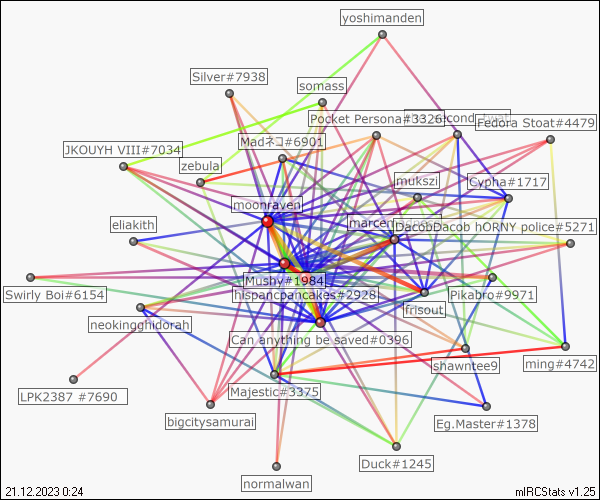 yoshimanden
Silver#7938
somass
Pocket Persona#3326
second
Fedora Stoat#4479
Madネコ#6901
JKOUYH VIII#7034
zebula
mukszi
Cypha#1717
moonraven
marcen
DacobDacob hORNY police#5271
eliakith
Mushy#1984
Swirly Boi#6154
hispancpancakes#2928
Pikabro#9971
frisout
neokingghidorah
Can anything be saved#0396
shawntee9
ming#4742
LPK2387 #7690
Majestic#3375
bigcitysamurai
Eg.Master#1378
Duck#1245
normalwan
21.12.2023 0:24
mIRCStats v1.25